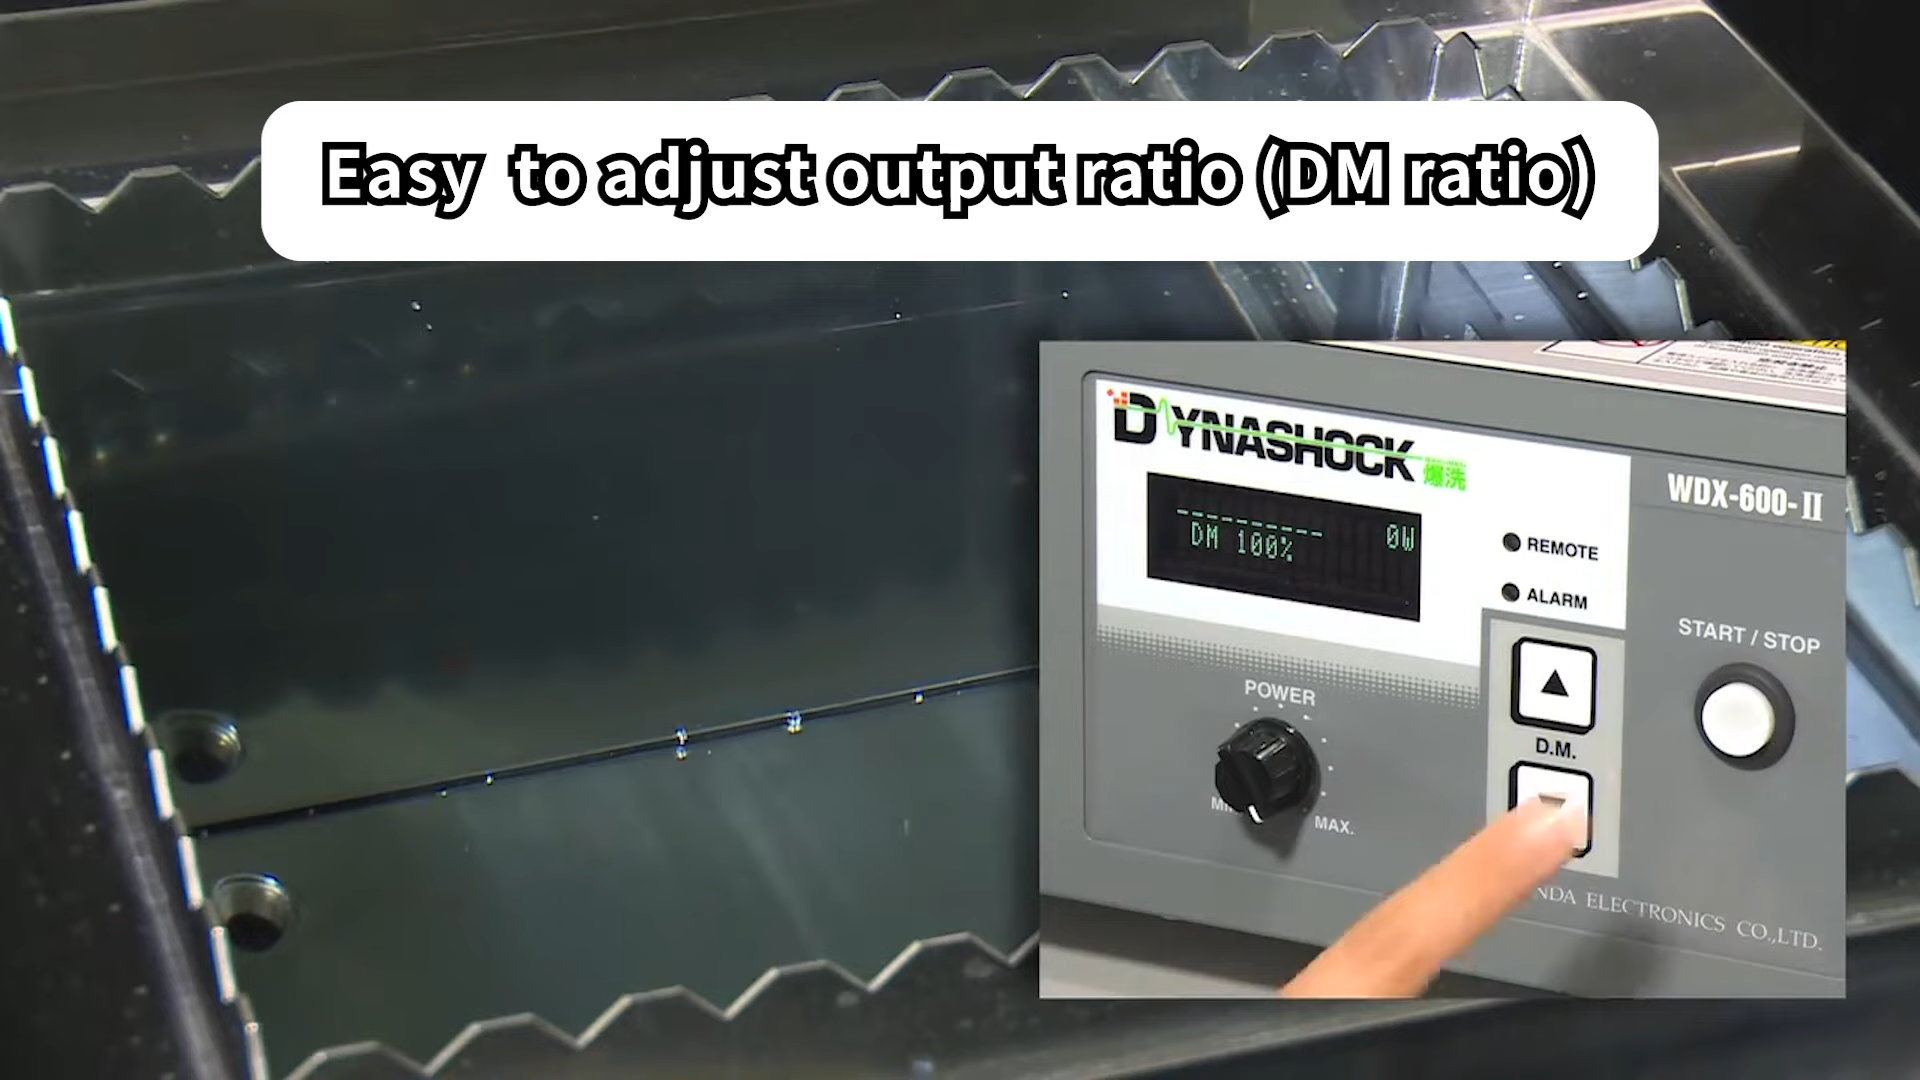 Easy to adjust output ratio (DM ratio)
DYNASHOCK
爆洗
WDX-600-II
0W
DM 100%
REMOTE
ALARM
START / STOP
POWER
D.M.
MAX.
ELECTRONICS CO.,LTD.